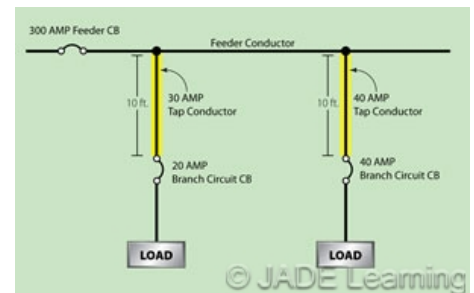 300 AMP Feeder CB
Feeder Conductor
10 ft.
30 AMP
Tap Conductor
10 ft.
40 AMP
Tap Conductor
20 AMP
Branch Circuit CB
40 AMP
Branch Circuit CB
LOAD
LOAD
© JADE Learning